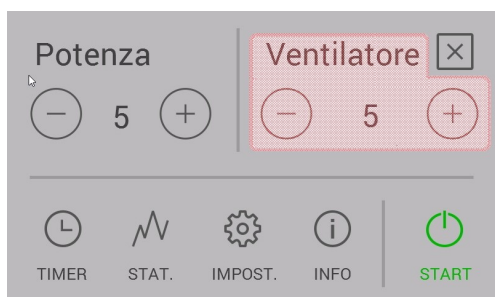 Potenza
Ventilatore
5
5
TIMER
STAT.
IMPOST.
INFO
START